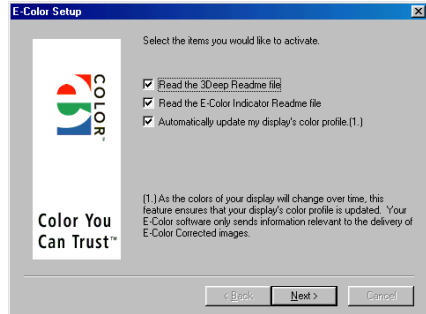 E-Color Setup
Select the items you would like to activate.
COLOR
Read the 3Deep Readme file
Read the E-Color Indicator Readme file
Automatically update my display's color profile.(1.)
(1.) As the colors of your display will change over time, this
feature ensures that your display's color profile is updated. Your
E-Color software only sends information relevant to the delivery of
E-Color Corrected images.
Color You
Can Trust™
< Back
Next >
Cancel